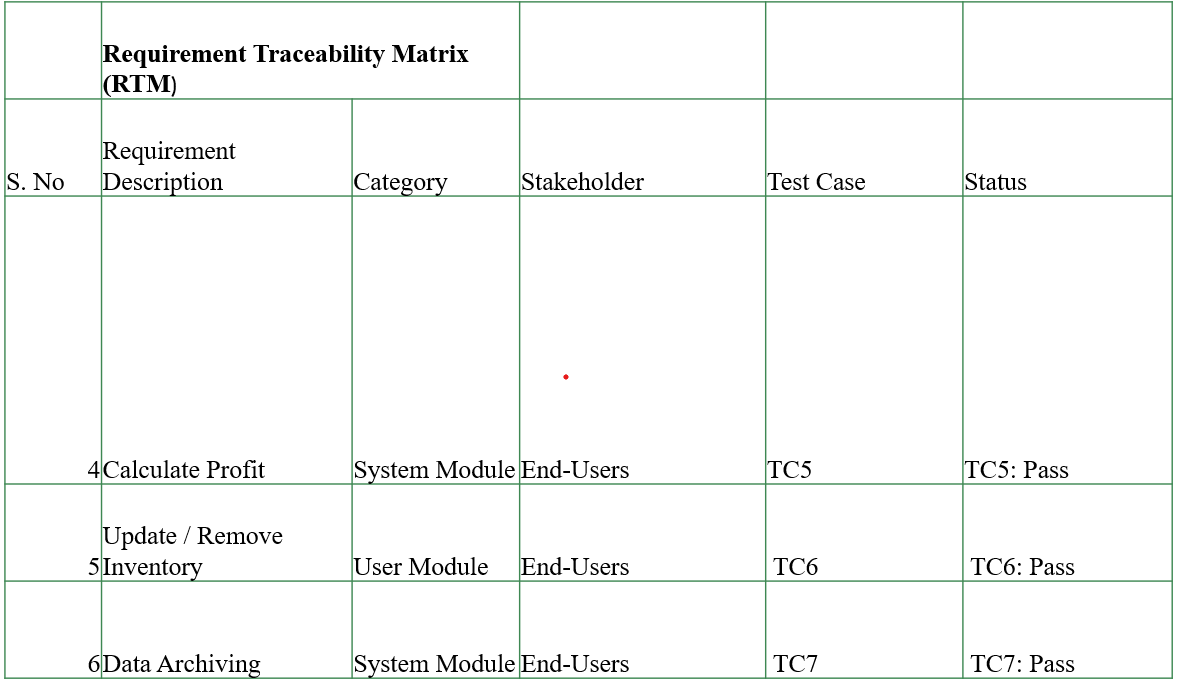 Requirement Traceability Matrix
(RTM)
S. No Requirement Description Category Stakeholder Test Case Status
4 Calculate Profit System Module End-Users TC5 TC5: Pass
5 Update / Remove Inventory User Module End-Users TC6 TC6: Pass
6 Data Archiving System Module End-Users TC7 TC7: Pass